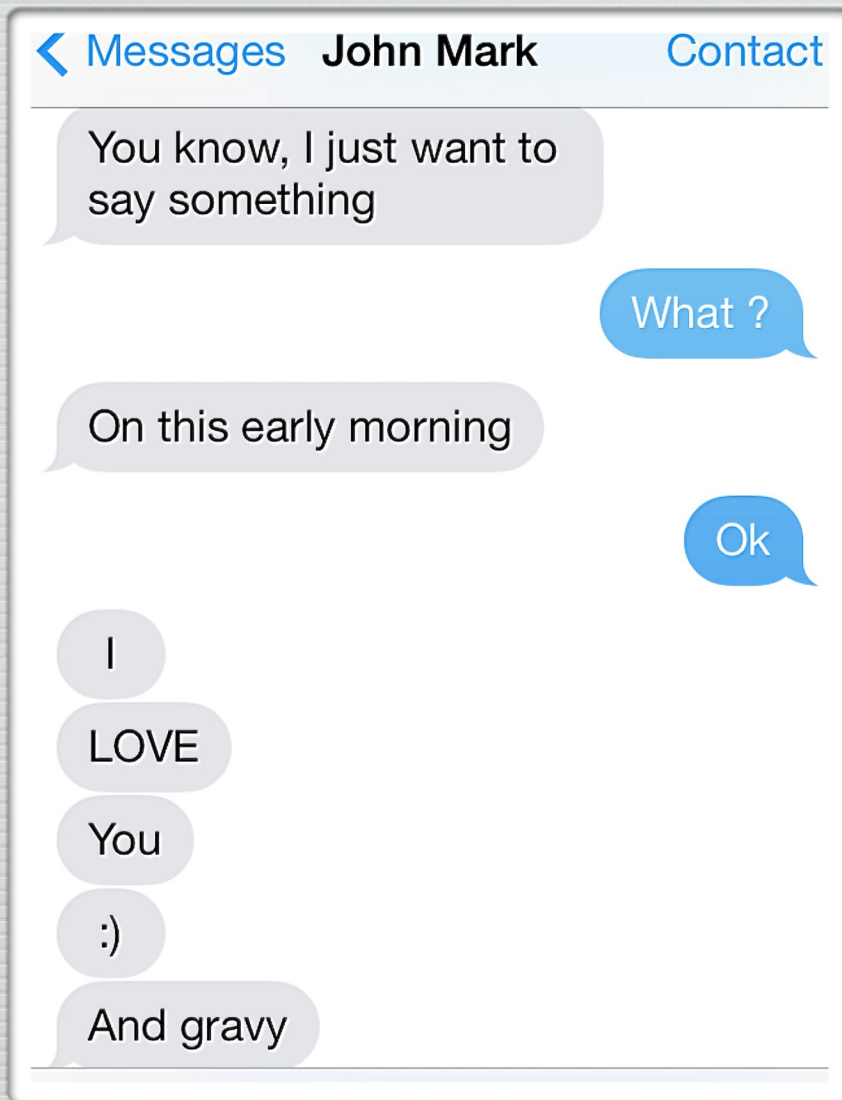 Messages John Mark Contact
You know, I just want to
say something
What ?
On this early morning
Ok
I
LOVE
You
:)
And gravy